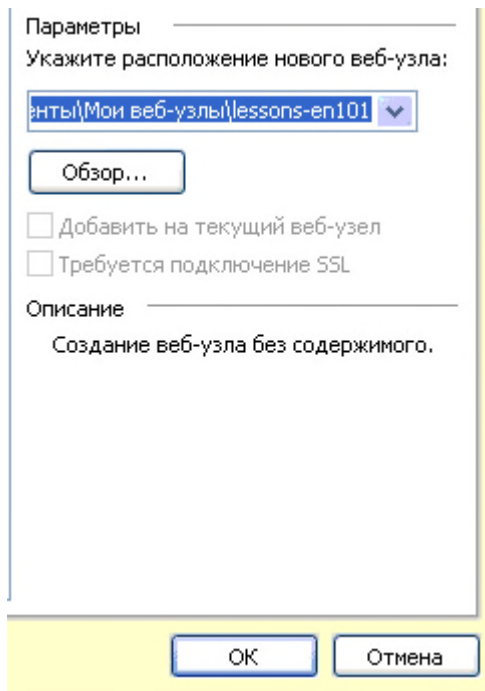 Параметры
Укажите расположение нового веб-узла:
енты\Мои веб-узлы\lessons-en101
Обзор...
Добавить на текущий веб-узел
Требуется подключение SSL
Описание
Создание веб-узла без содержимого.
ОК Отмена